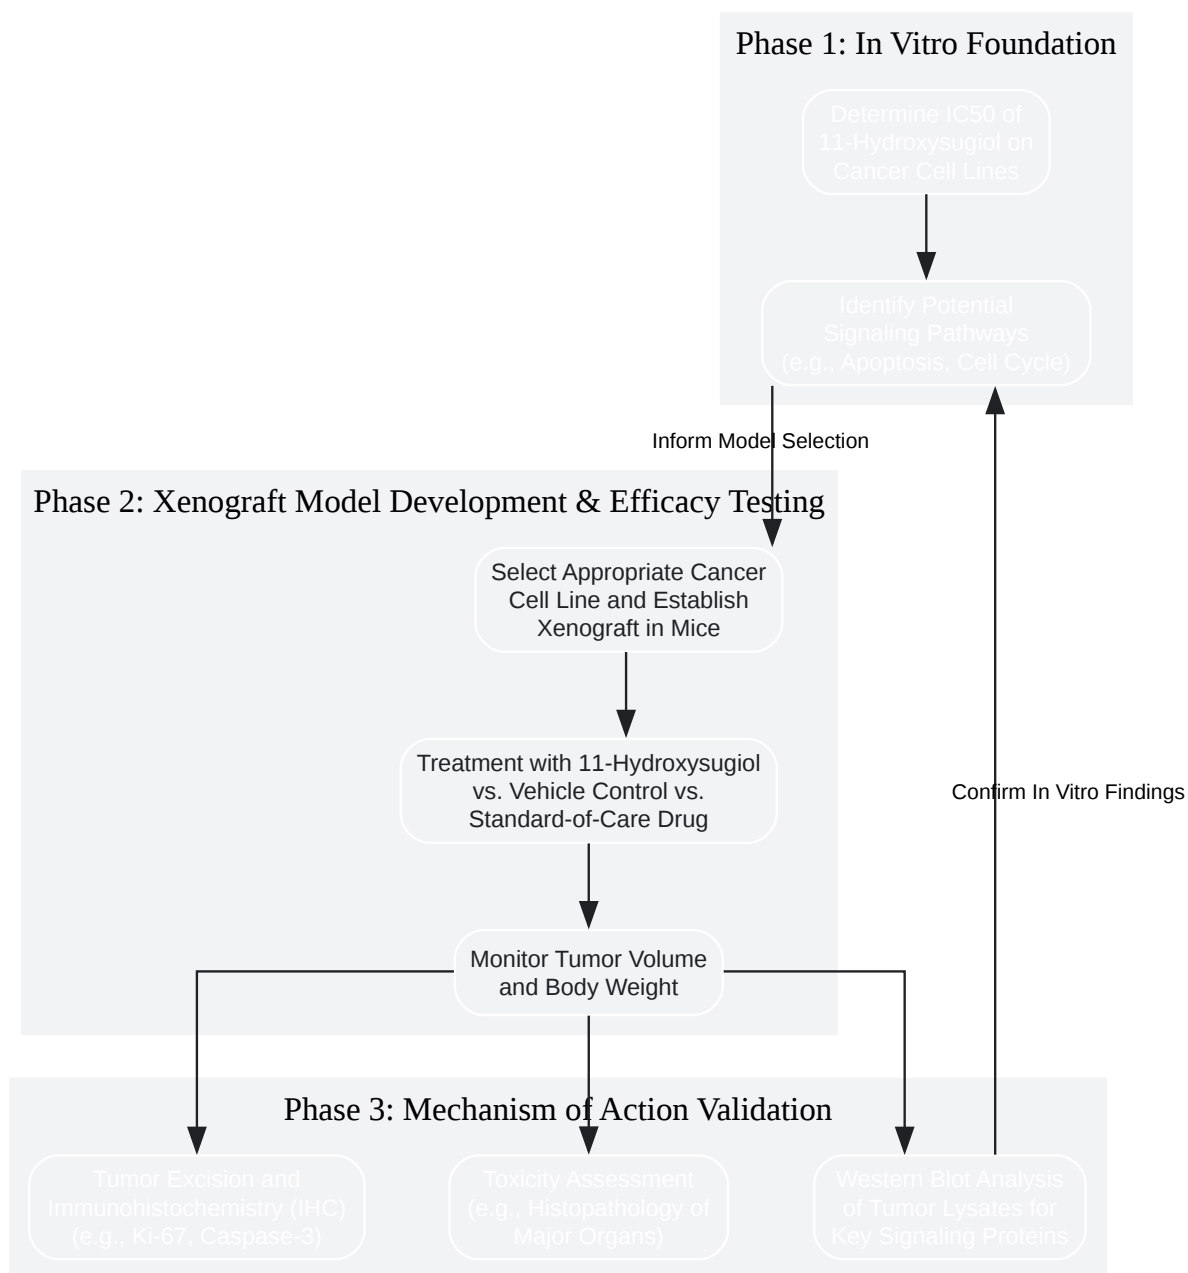 Phase 1: In Vitro Foundation
Determine IC50 of
11-Hydroxysugiol on
Cancer Cell Lines
Identify Potential
Signaling Pathways
(e.g., Apoptosis, Cell Cycle)
Inform Model Selection
Phase 2: Xenograft Model Development & Efficacy Testing
Select Appropriate Cancer
Cell Line and Establish
Xenograft in Mice
Treatment with 11-Hydroxysugiol
vs. Vehicle Control vs.
Standard-of-Care Drug
Confirm In Vitro Findings
Monitor Tumor Volume
and Body Weight
Phase 3: Mechanism of Action Validation
Tumor Excision and
Immunohistochemistry (IHC)
(e.g., Ki-67, Caspase-3)
Toxicity Assessment
(e.g., Histopathology of
Major Organs)
Western Blot Analysis
of Tumor Lysates for
Key Signaling Proteins